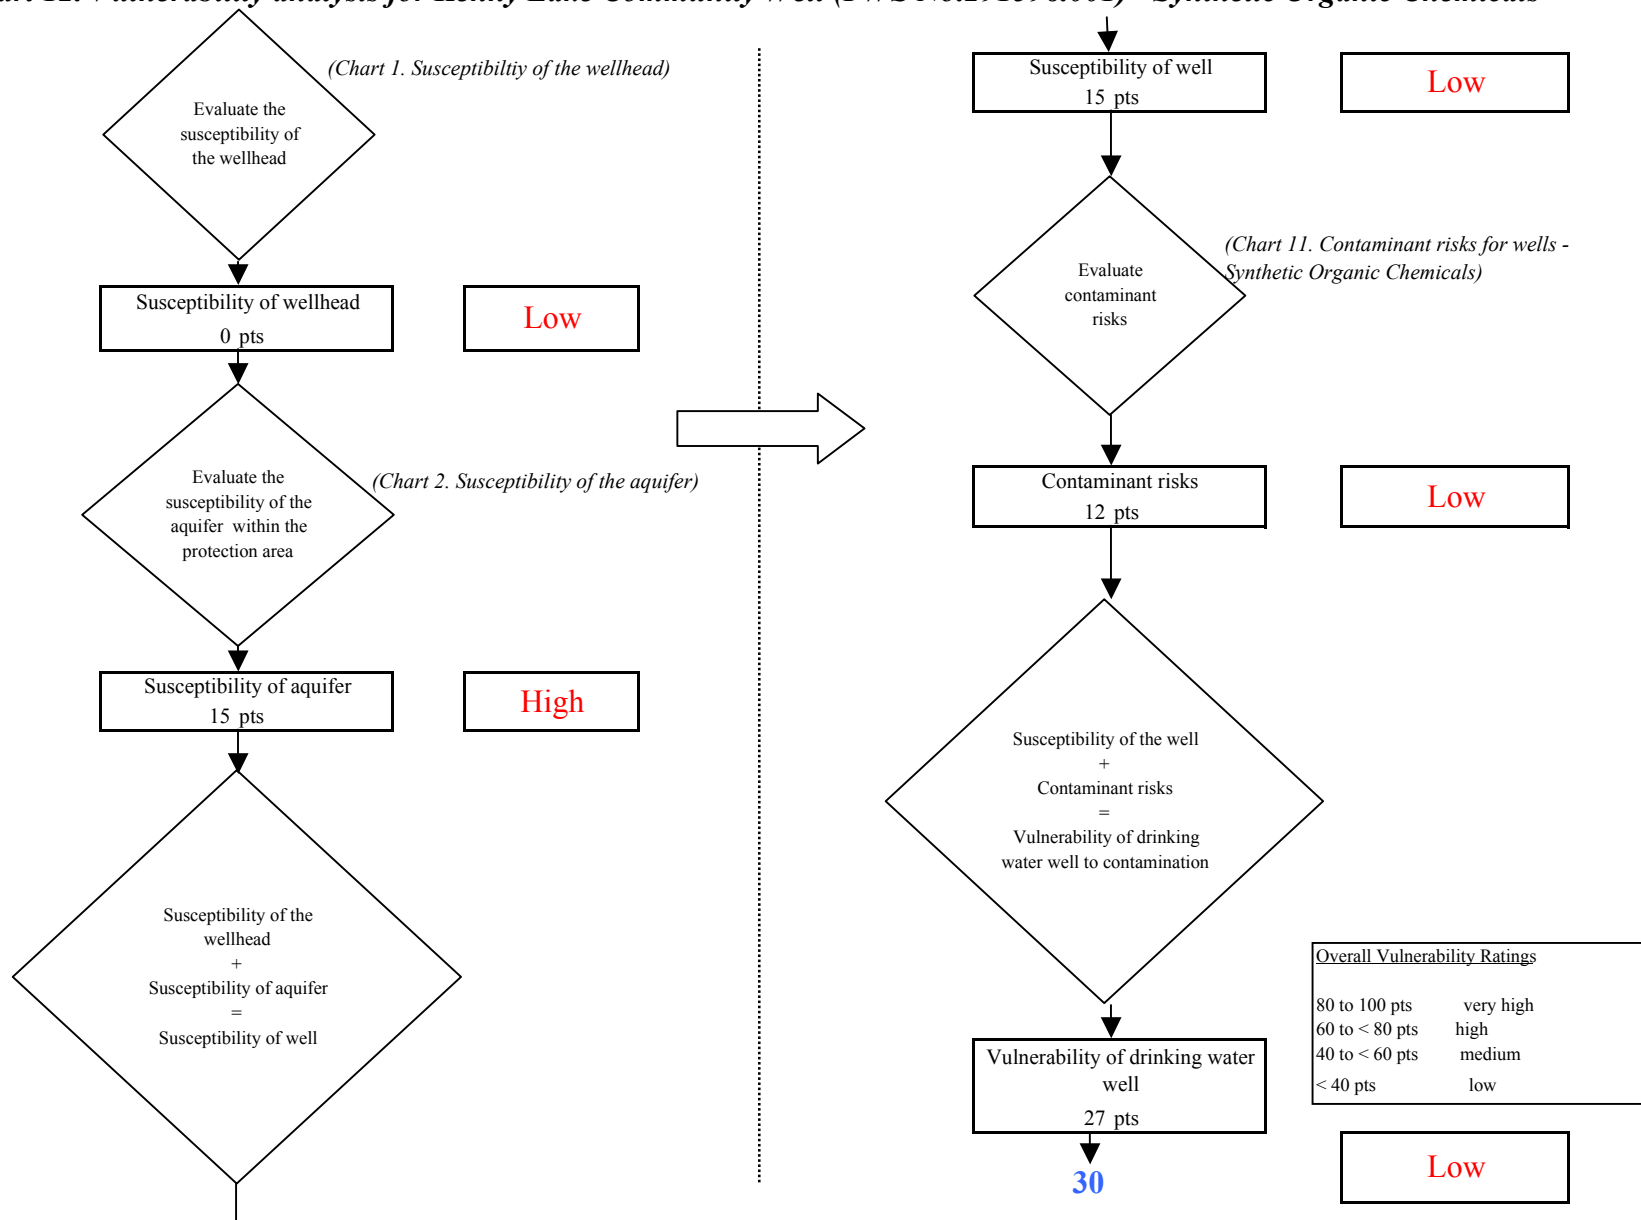 (Chart 1. Susceptibiltiy of the wellhead)
Evaluate the
susceptibility of
the wellhead
Susceptibility of wellhead
0 pts
Low
Evaluate the
susceptibility of the
aquifer within the
protection area
(Chart 2. Susceptibility of the aquifer)
Susceptibility of aquifer
15 pts
High
Susceptibility of the
wellhead
+
Susceptibility of aquifer
=
Susceptibility of well
Susceptibility of well
15 pts
Low
Evaluate
contaminant
risks
(Chart 11. Contaminant risks for wells -
Synthetic Organic Chemicals)
Contaminant risks
12 pts
Low
Susceptibility of the well
+
Contaminant risks
=
Vulnerability of drinking
water well to contamination
Vulnerability of drinking water
well
27 pts
30
Overall Vulnerability Ratings
80 to 100 pts very high
60 to < 80 pts high
40 to < 60 pts medium
< 40 pts low
Low